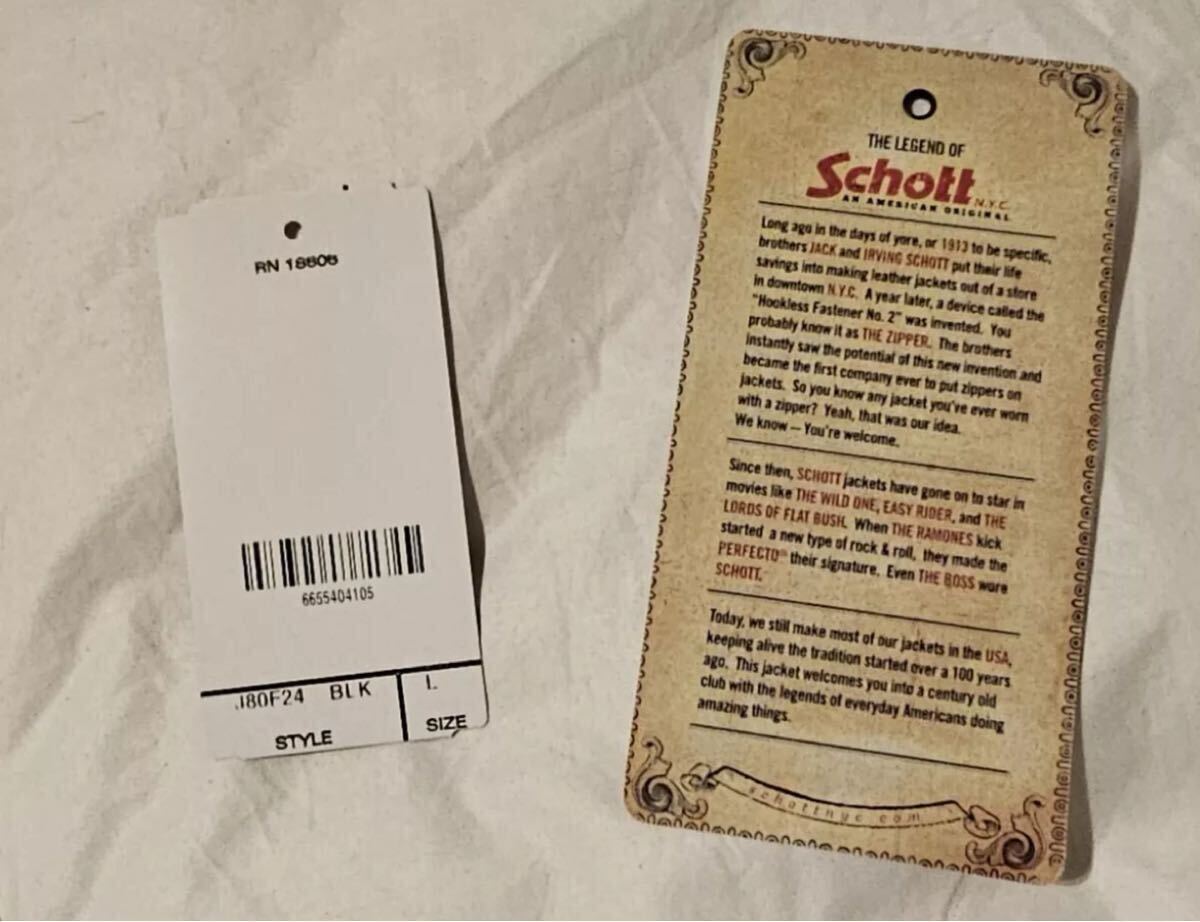 RN 18606
6655404105
J80F24 BLK L
STYLE SIZE
THE LEGEND OF
Schott N.Y.C.
AN AMERICAN ORIGINAL
Long ago in the days of yore, or 1913 to be specific,
brothers JACK and IRVING SCHOTT put their life
savings into making leather jackets out of a store
in downtown N.Y.C. A year later, a device called the
"Hookless Fastener No. 2" was invented. You
probably know it as THE ZIPPER. The brothers
instantly saw the potential of this new invention and
became the first company ever to put zippers on
jackets. So you know any jacket you've ever worn
with a zipper? Yeah, that was our idea.
We know – You're welcome.
Since then, SCHOTT jackets have gone on to star in
movies like THE WILD ONE, EASY RIDER, and THE
LORDS OF FLAT BUSH. When THE RAMONES kick
started a new type of rock & roll, they made the
PERFECTO™ their signature. Even THE BOSS wore
SCHOTT.
Today, we still make most of our jackets in the USA,
keeping alive the tradition started over a 100 years
ago. This jacket welcomes you into a century old
club with the legends of everyday Americans doing
amazing things.
schottnyc.com